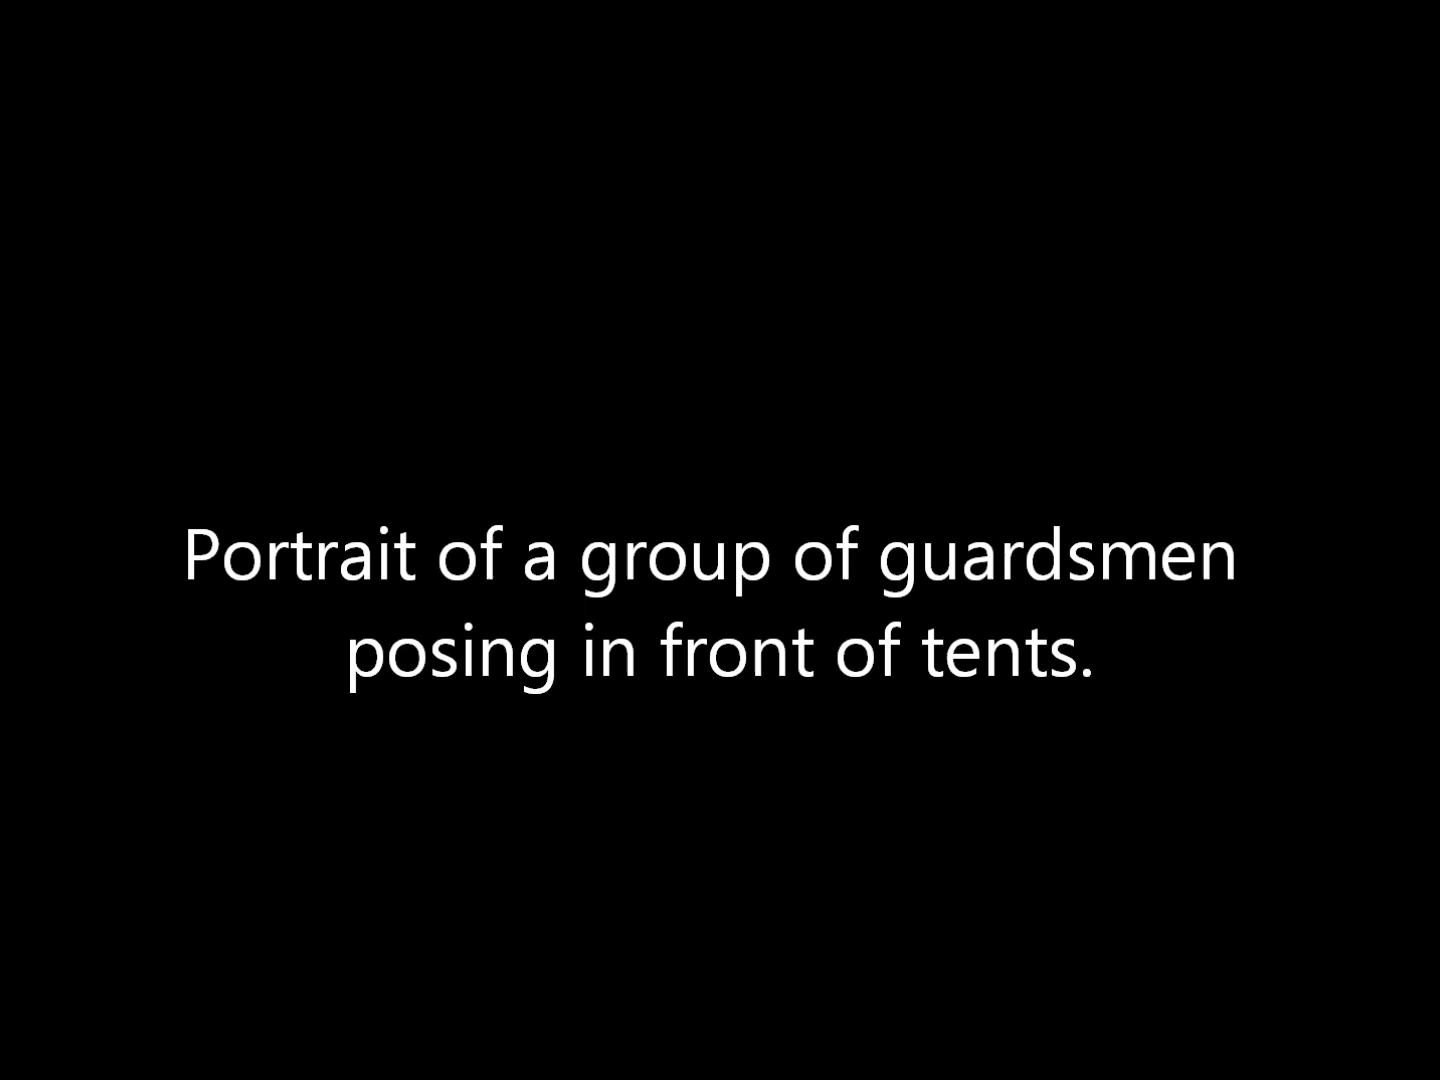 Portrait of a group of guardsmen
posing in front of tents.